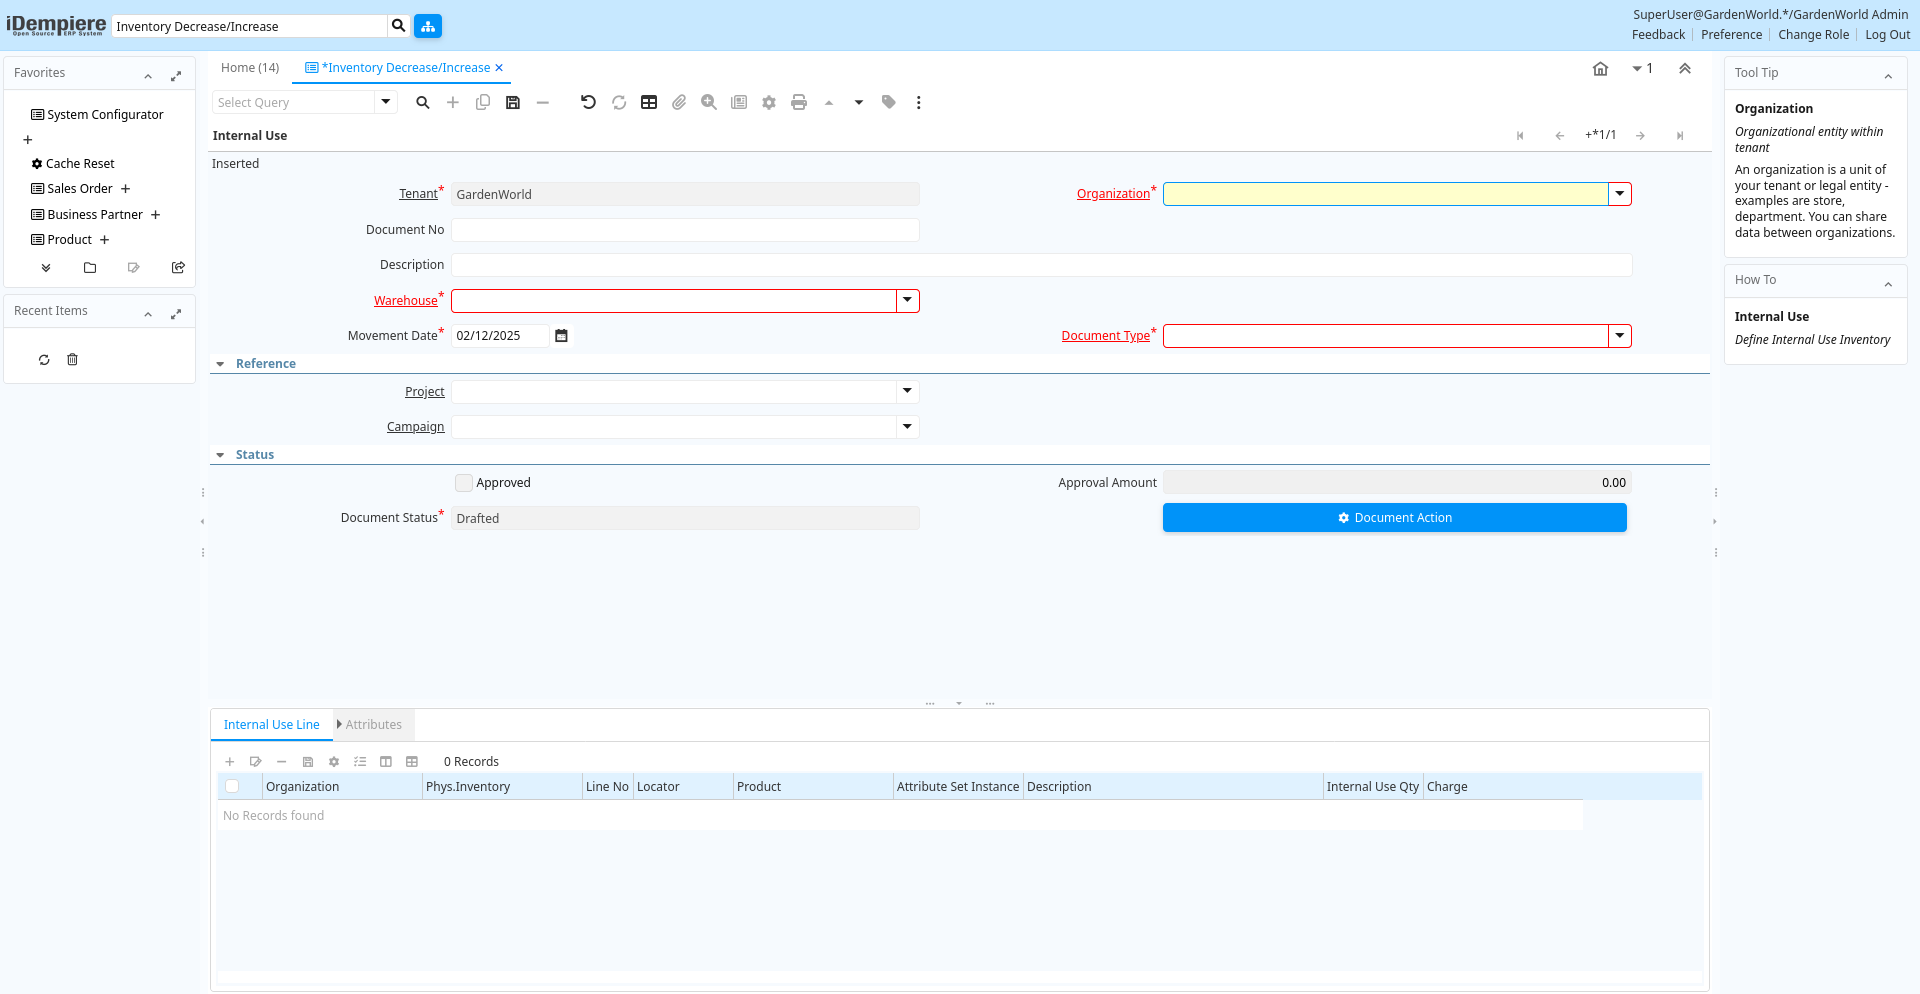 iDempiere
Open Source ERP System
Inventory Decrease/Increase
SuperUser@GardenWorld.*/GardenWorld Admin
Feedback
Preference
Change Role
Log Out
Favorites
System Configurator
Cache Reset
Sales Order
Business Partner
Product
Recent Items
Home (14)
*Inventory Decrease/Increase
1
Select Query
Internal Use
+*1/1
Inserted
Tenant*
GardenWorld
Organization*
Document No
Description
Warehouse*
Movement Date*
02/12/2025
Document Type*
Reference
Project
Campaign
Status
Approved
Approval Amount
0.00
Document Status*
Drafted
Document Action
Internal Use Line
Attributes
0 Records
Organization
Phys.Inventory
Line No
Locator
Product
Attribute Set Instance
Description
Internal Use Qty
Charge
No Records found
Tool Tip
Organization
Organizational entity within
tenant
An organization is a unit of
your tenant or legal entity -
examples are store,
department. You can share
data between organizations.
How To
Internal Use
Define Internal Use Inventory